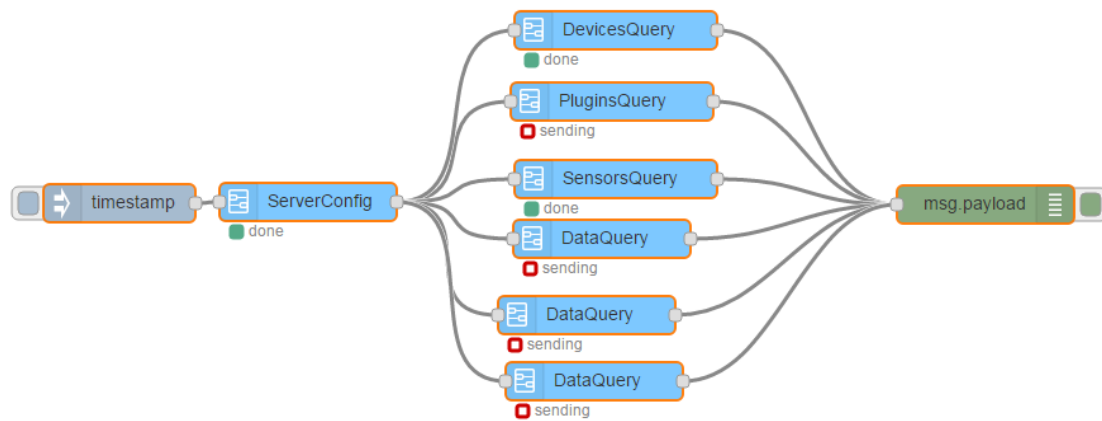 DevicesQuery
done
PluginsQuery
sending
timestamp
ServerConfig
done
SensorsQuery
done
DataQuery
sending
DataQuery
sending
DataQuery
sending
msg.payload